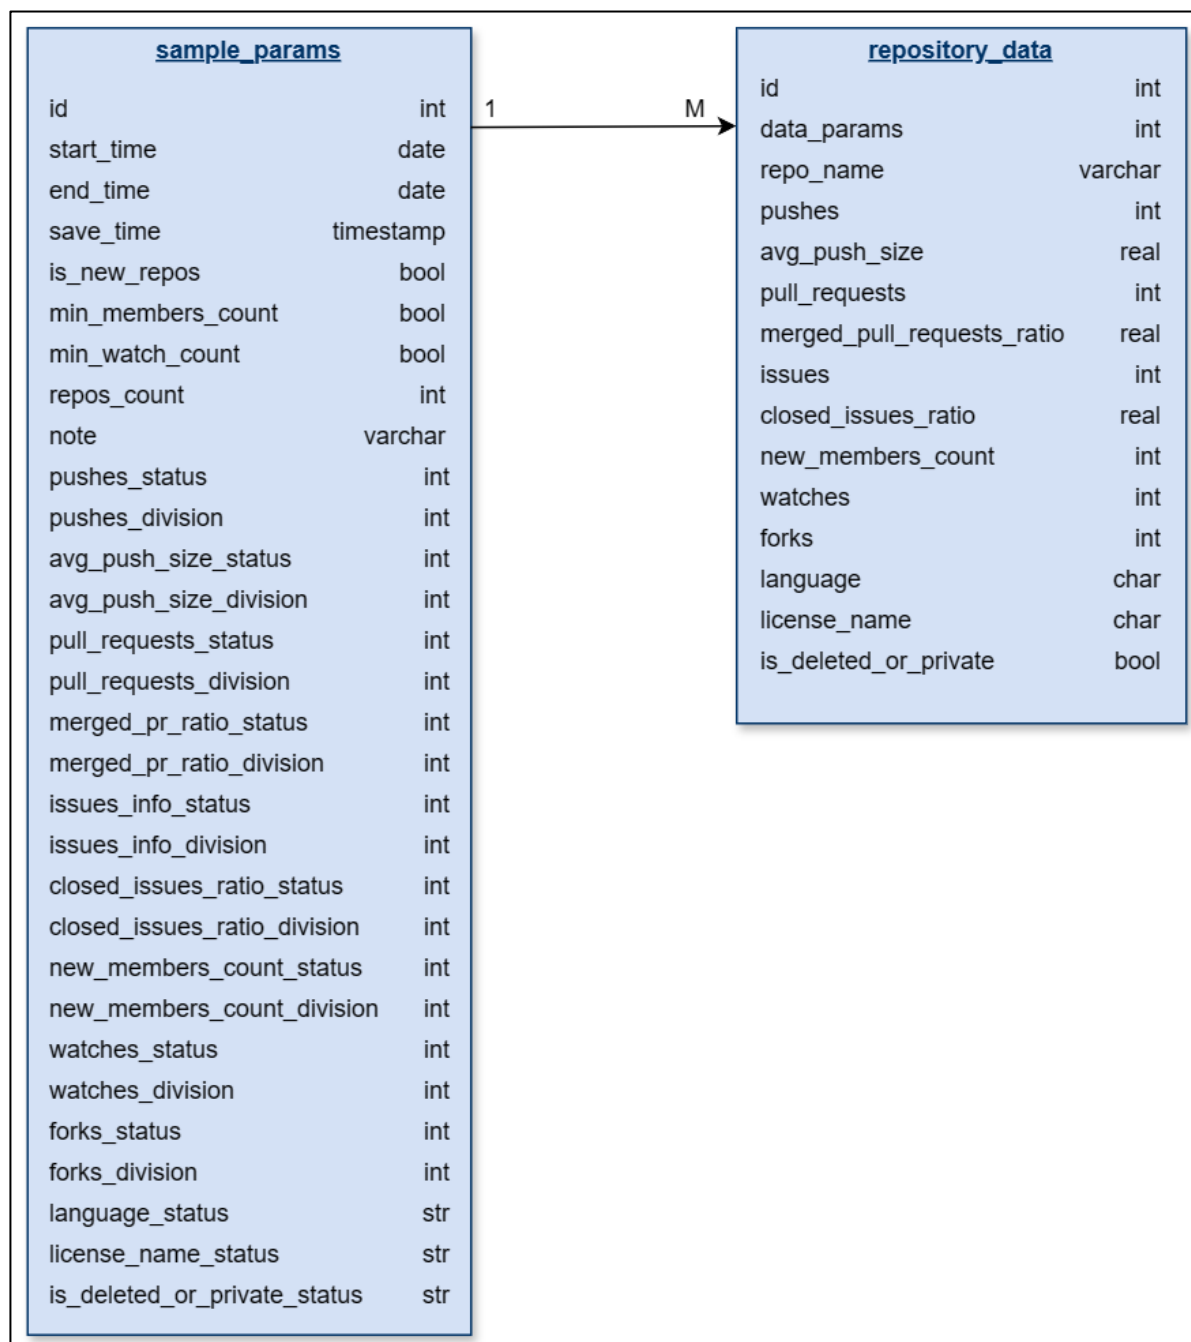 sample_params
id int
start_time date
end_time date
save_time timestamp
is_new_repos bool
min_members_count bool
min_watch_count bool
repos_count int
note varchar
pushes_status int
pushes_division int
avg_push_size_status int
avg_push_size_division int
pull_requests_status int
pull_requests_division int
merged_pr_ratio_status int
merged_pr_ratio_division int
issues_info_status int
issues_info_division int
closed_issues_ratio_status int
closed_issues_ratio_division int
new_members_count_status int
new_members_count_division int
watches_status int
watches_division int
forks_status int
forks_division int
language_status str
license_name_status str
is_deleted_or_private_status str
1 M
repository_data
id int
data_params int
repo_name varchar
pushes int
avg_push_size real
pull_requests int
merged_pull_requests_ratio real
issues int
closed_issues_ratio real
new_members_count int
watches int
forks int
language char
license_name char
is_deleted_or_private bool